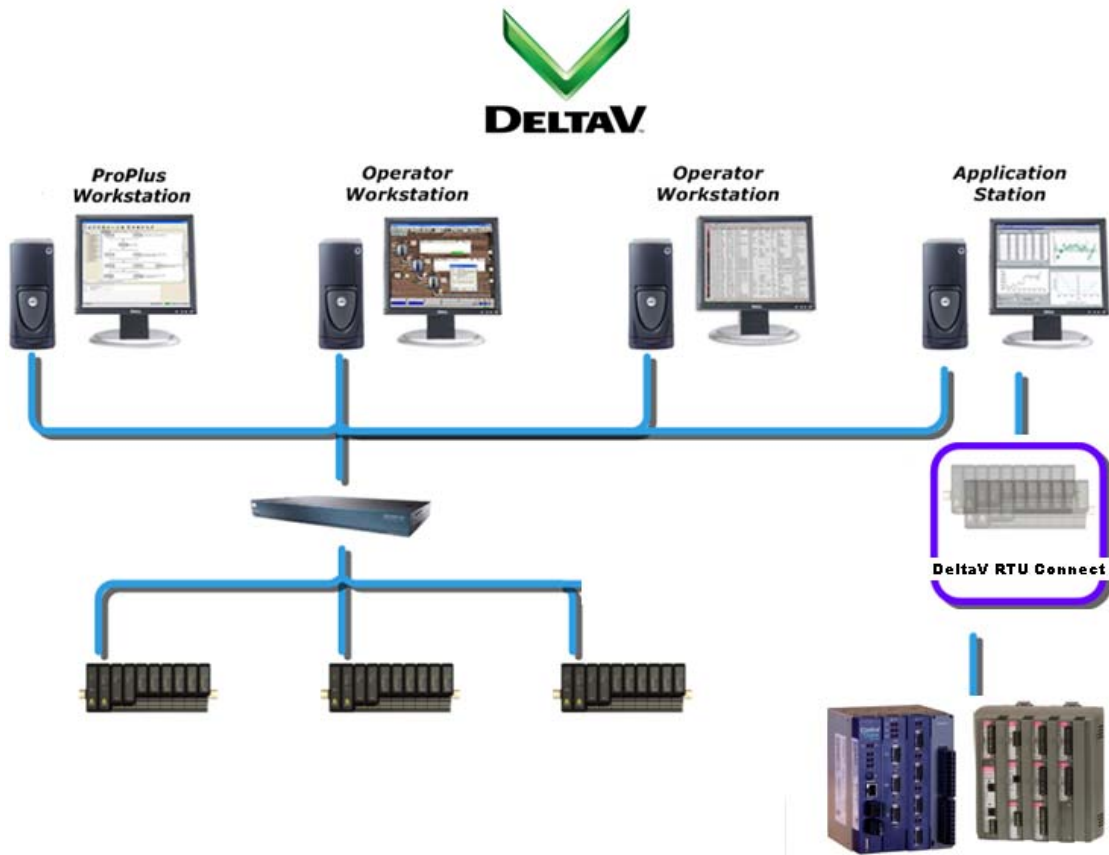 DELTAV
ProPlus
Workstation
Operator
Workstation
Operator
Workstation
Application
Station
DeltaV RTU Connect